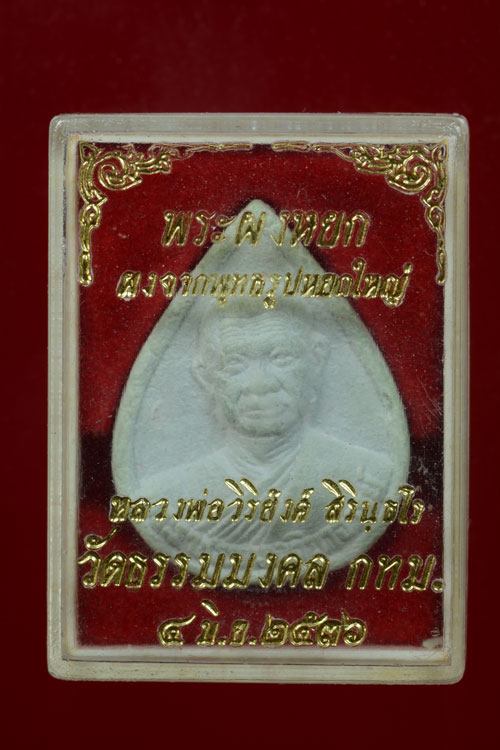 พระผงหยก
ผงจากพุทธรูปหยกใหญ่
หลวงพ่อวิริยังค์ สิรินฺธโร
วัดธรรมมงคล กทม.
๔ มิ.ย.๒๕๓๖